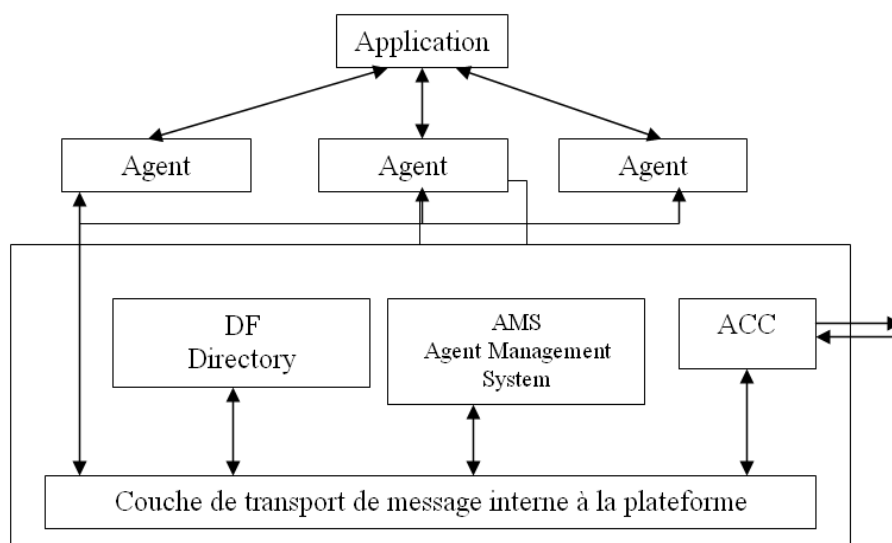 Application
Agent
Agent
Agent
DF
Directory
AMS
Agent Management
System
ACC
Couche de transport de message interne à la plateforme